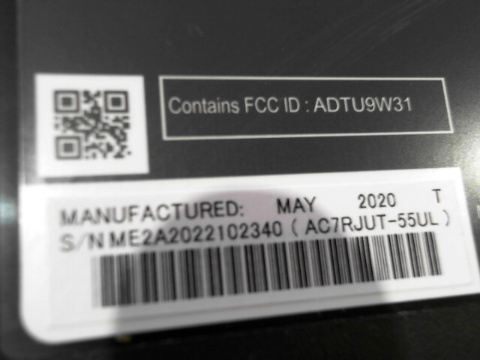 Contains FCC ID : ADTU9W31
MANUFACTURED: MAY 2020 T
S/N ME2A2022102340 ( AC7RJUT-55UL )